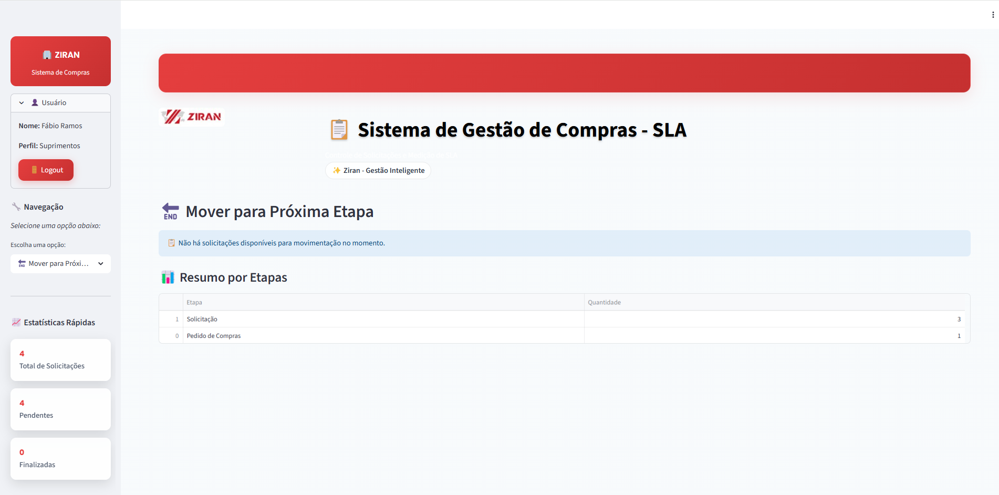 ZIRAN
Sistema de Compras
Usuário
Nome: Fábio Ramos
Perfil: Suprimentos
Logout
Navegação
Selecione uma opção abaixo:
Escolha uma opção:
END Mover para Próxi...
Estatísticas Rápidas
4
Total de Solicitações
4
Pendentes
0
Finalizadas
ZIRAN
Sistema de Gestão de Compras - SLA
Controle de Solicitações e Medição de SLA
Ziran - Gestão Inteligente
END Mover para Próxima Etapa
Não há solicitações disponíveis para movimentação no momento.
Resumo por Etapas
Etapa Quantidade
1 Solicitação 3
0 Pedido de Compras 1